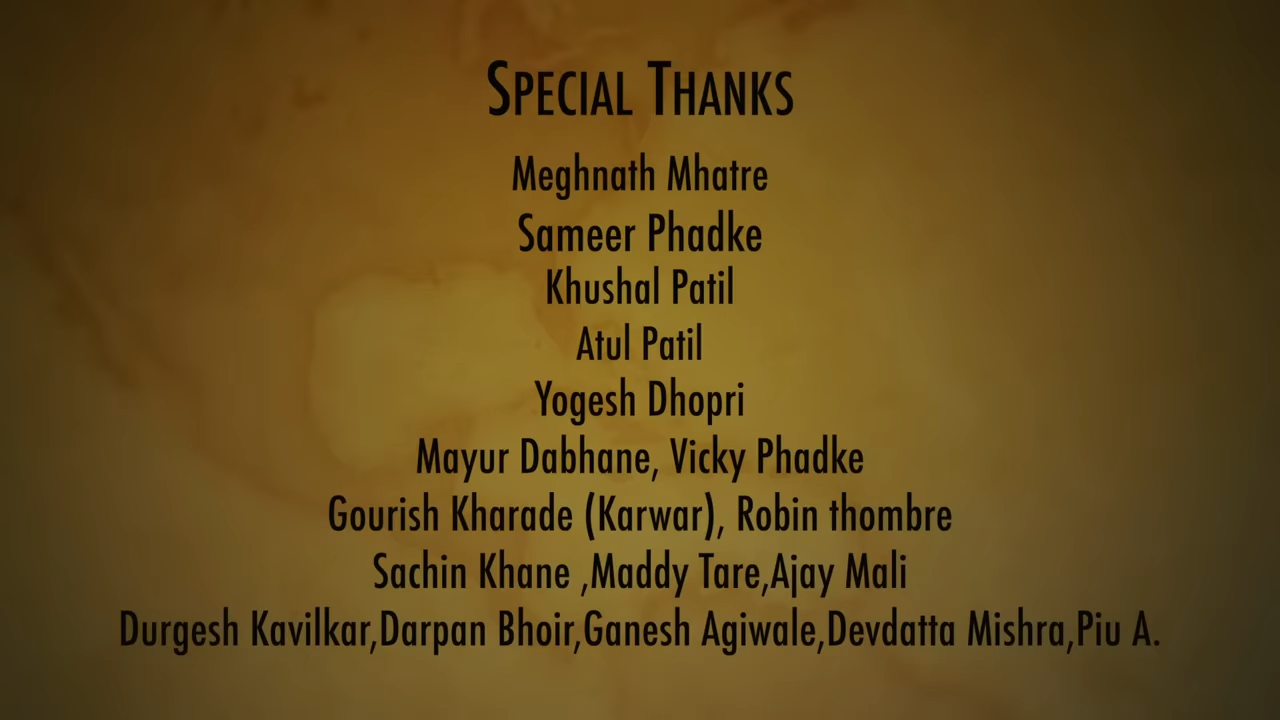 Special Thanks
Meghnath Mhatre
Sameer Phadke
Khushal Patil
Atul Patil
Yogesh Dhopri
Mayur Dabhane, Vicky Phadke
Gourish Kharade (Karwar), Robin thombre
Sachin Khane ,Maddy Tare,Ajay Mali
Durgesh Kavilkar,Darpan Bhoir,Ganesh Agiwale,Devdatta Mishra,Piu A.